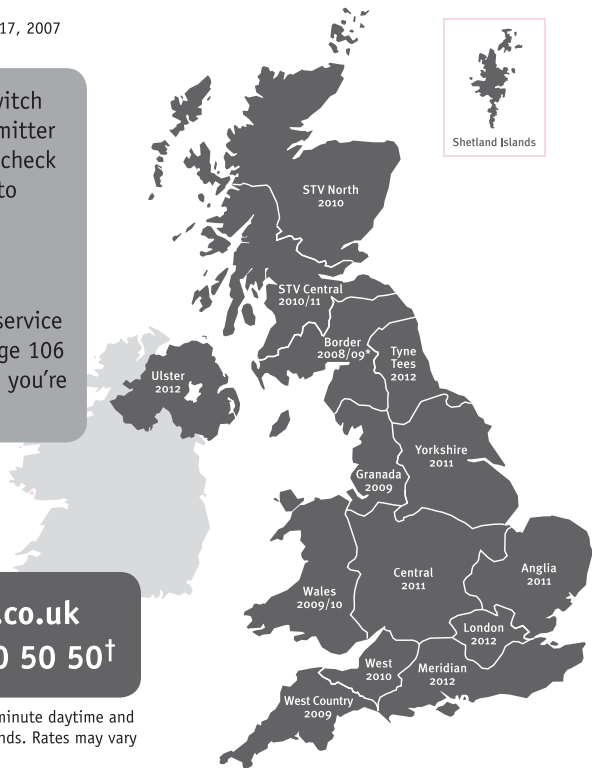 17, 2007
witch
mitter
check
to
service
ge 106
you're
.co.uk
0 50 50†
minute daytime and
nds. Rates may vary
Shetland Islands
STV North
2010
STV Central
2010/11
Border
2008/09*
Tyne
Tees
2012
Ulster
2012
Yorkshire
2011
Granada
2009
Wales
2009/10
Central
2011
Anglia
2011
London
2012
West
2010
Meridian
2012
West Country
2009